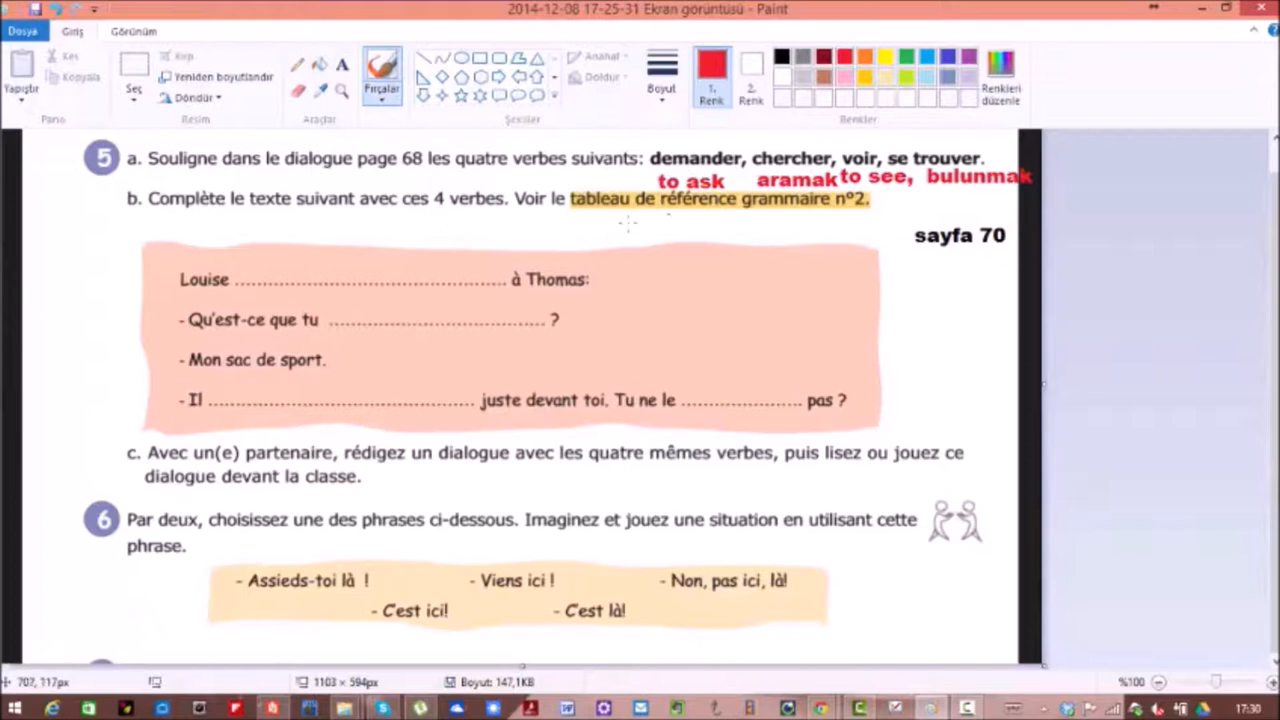 2014-12-08 17-25-31 Ekran görüntüsü - Paint
Dosya Giriş Görünüm
Yapıştır Kes Kopyala Pano
Seç Kırp Yeniden boyutlandır Döndür Resim
Araçlar
Fırçalar
Anahat Doldur Şekiller
Boyut
1. Renk 2. Renk Renkleri düzenle Renkler
5 a. Souligne dans le dialogue page 68 les quatre verbes suivants: demander, chercher, voir, se trouver.
to ask aramak to see, bulunmak
b. Complète le texte suivant avec ces 4 verbes. Voir le tableau de référence grammaire n°2.
sayfa 70
Louise ............................................. à Thomas:
- Qu'est-ce que tu .................................... ?
- Mon sac de sport.
- Il ............................................ juste devant toi. Tu ne le .................... pas ?
c. Avec un(e) partenaire, rédigez un dialogue avec les quatre mêmes verbes, puis lisez ou jouez ce
dialogue devant la classe.
6 Par deux, choisissez une des phrases ci-dessous. Imaginez et jouez une situation en utilisant cette
phrase.
- Assieds-toi là ! - Viens ici ! - Non, pas ici, là!
- C'est ici! - C'est là!
707, 117px 1103 × 594px Boyut: 147,1KB %100
17:30